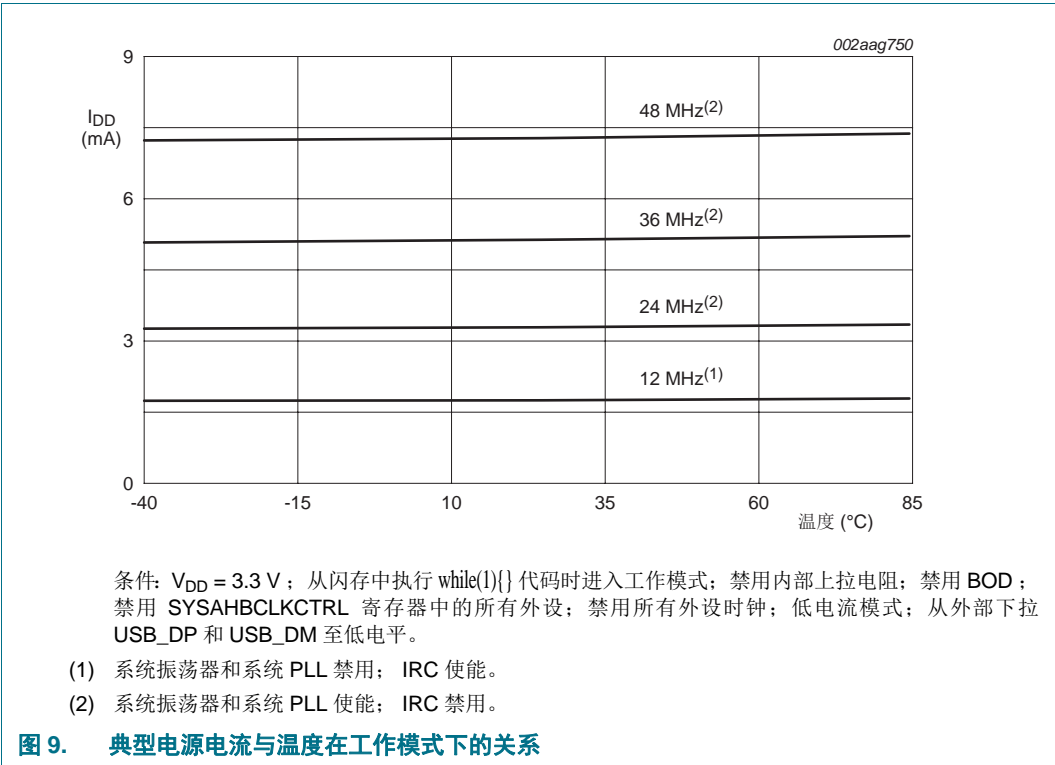 002aag750
9
IDD
(mA)
48 MHz(2)
6
36 MHz(2)
24 MHz(2)
3
12 MHz(1)
0
-40 -15 10 35 60 85
温度 (°C)
条件: VDD = 3.3 V；从闪存中执行 while(1){} 代码时进入工作模式；禁用内部上拉电阻；禁用 BOD；
禁用 SYSAHBCLKCTRL 寄存器中的所有外设；禁用所有外设时钟；低电流模式；从外部下拉
USB_DP 和 USB_DM 至低电平。
(1) 系统振荡器和系统 PLL 禁用； IRC 使能。
(2) 系统振荡器和系统 PLL 使能； IRC 禁用。
图 9. 典型电源电流与温度在工作模式下的关系